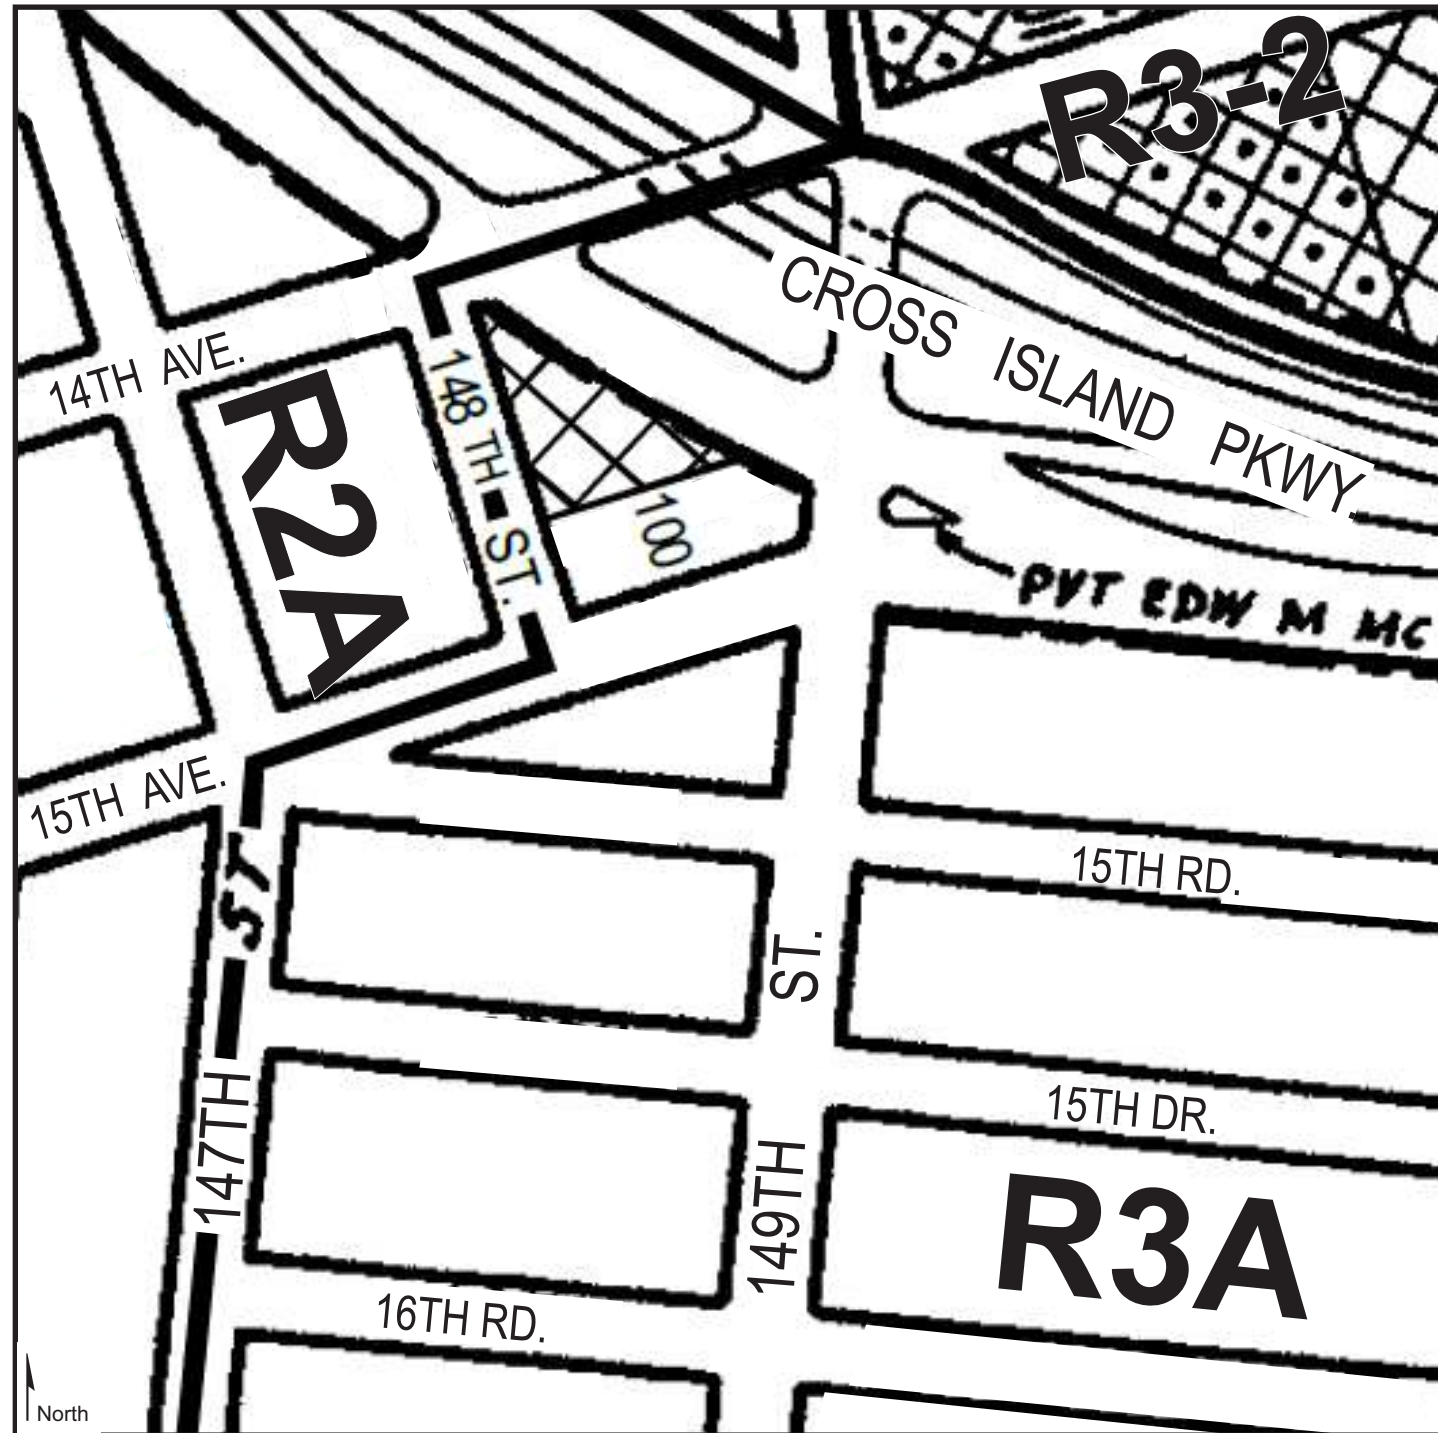 R3-2
CROSS ISLAND PKWY.
14TH AVE.
R2A
148 TH ST.
100
PVT EDW M MC
15TH AVE.
ST
147TH
15TH RD.
ST.
149TH
15TH DR.
R3A
16TH RD.
North